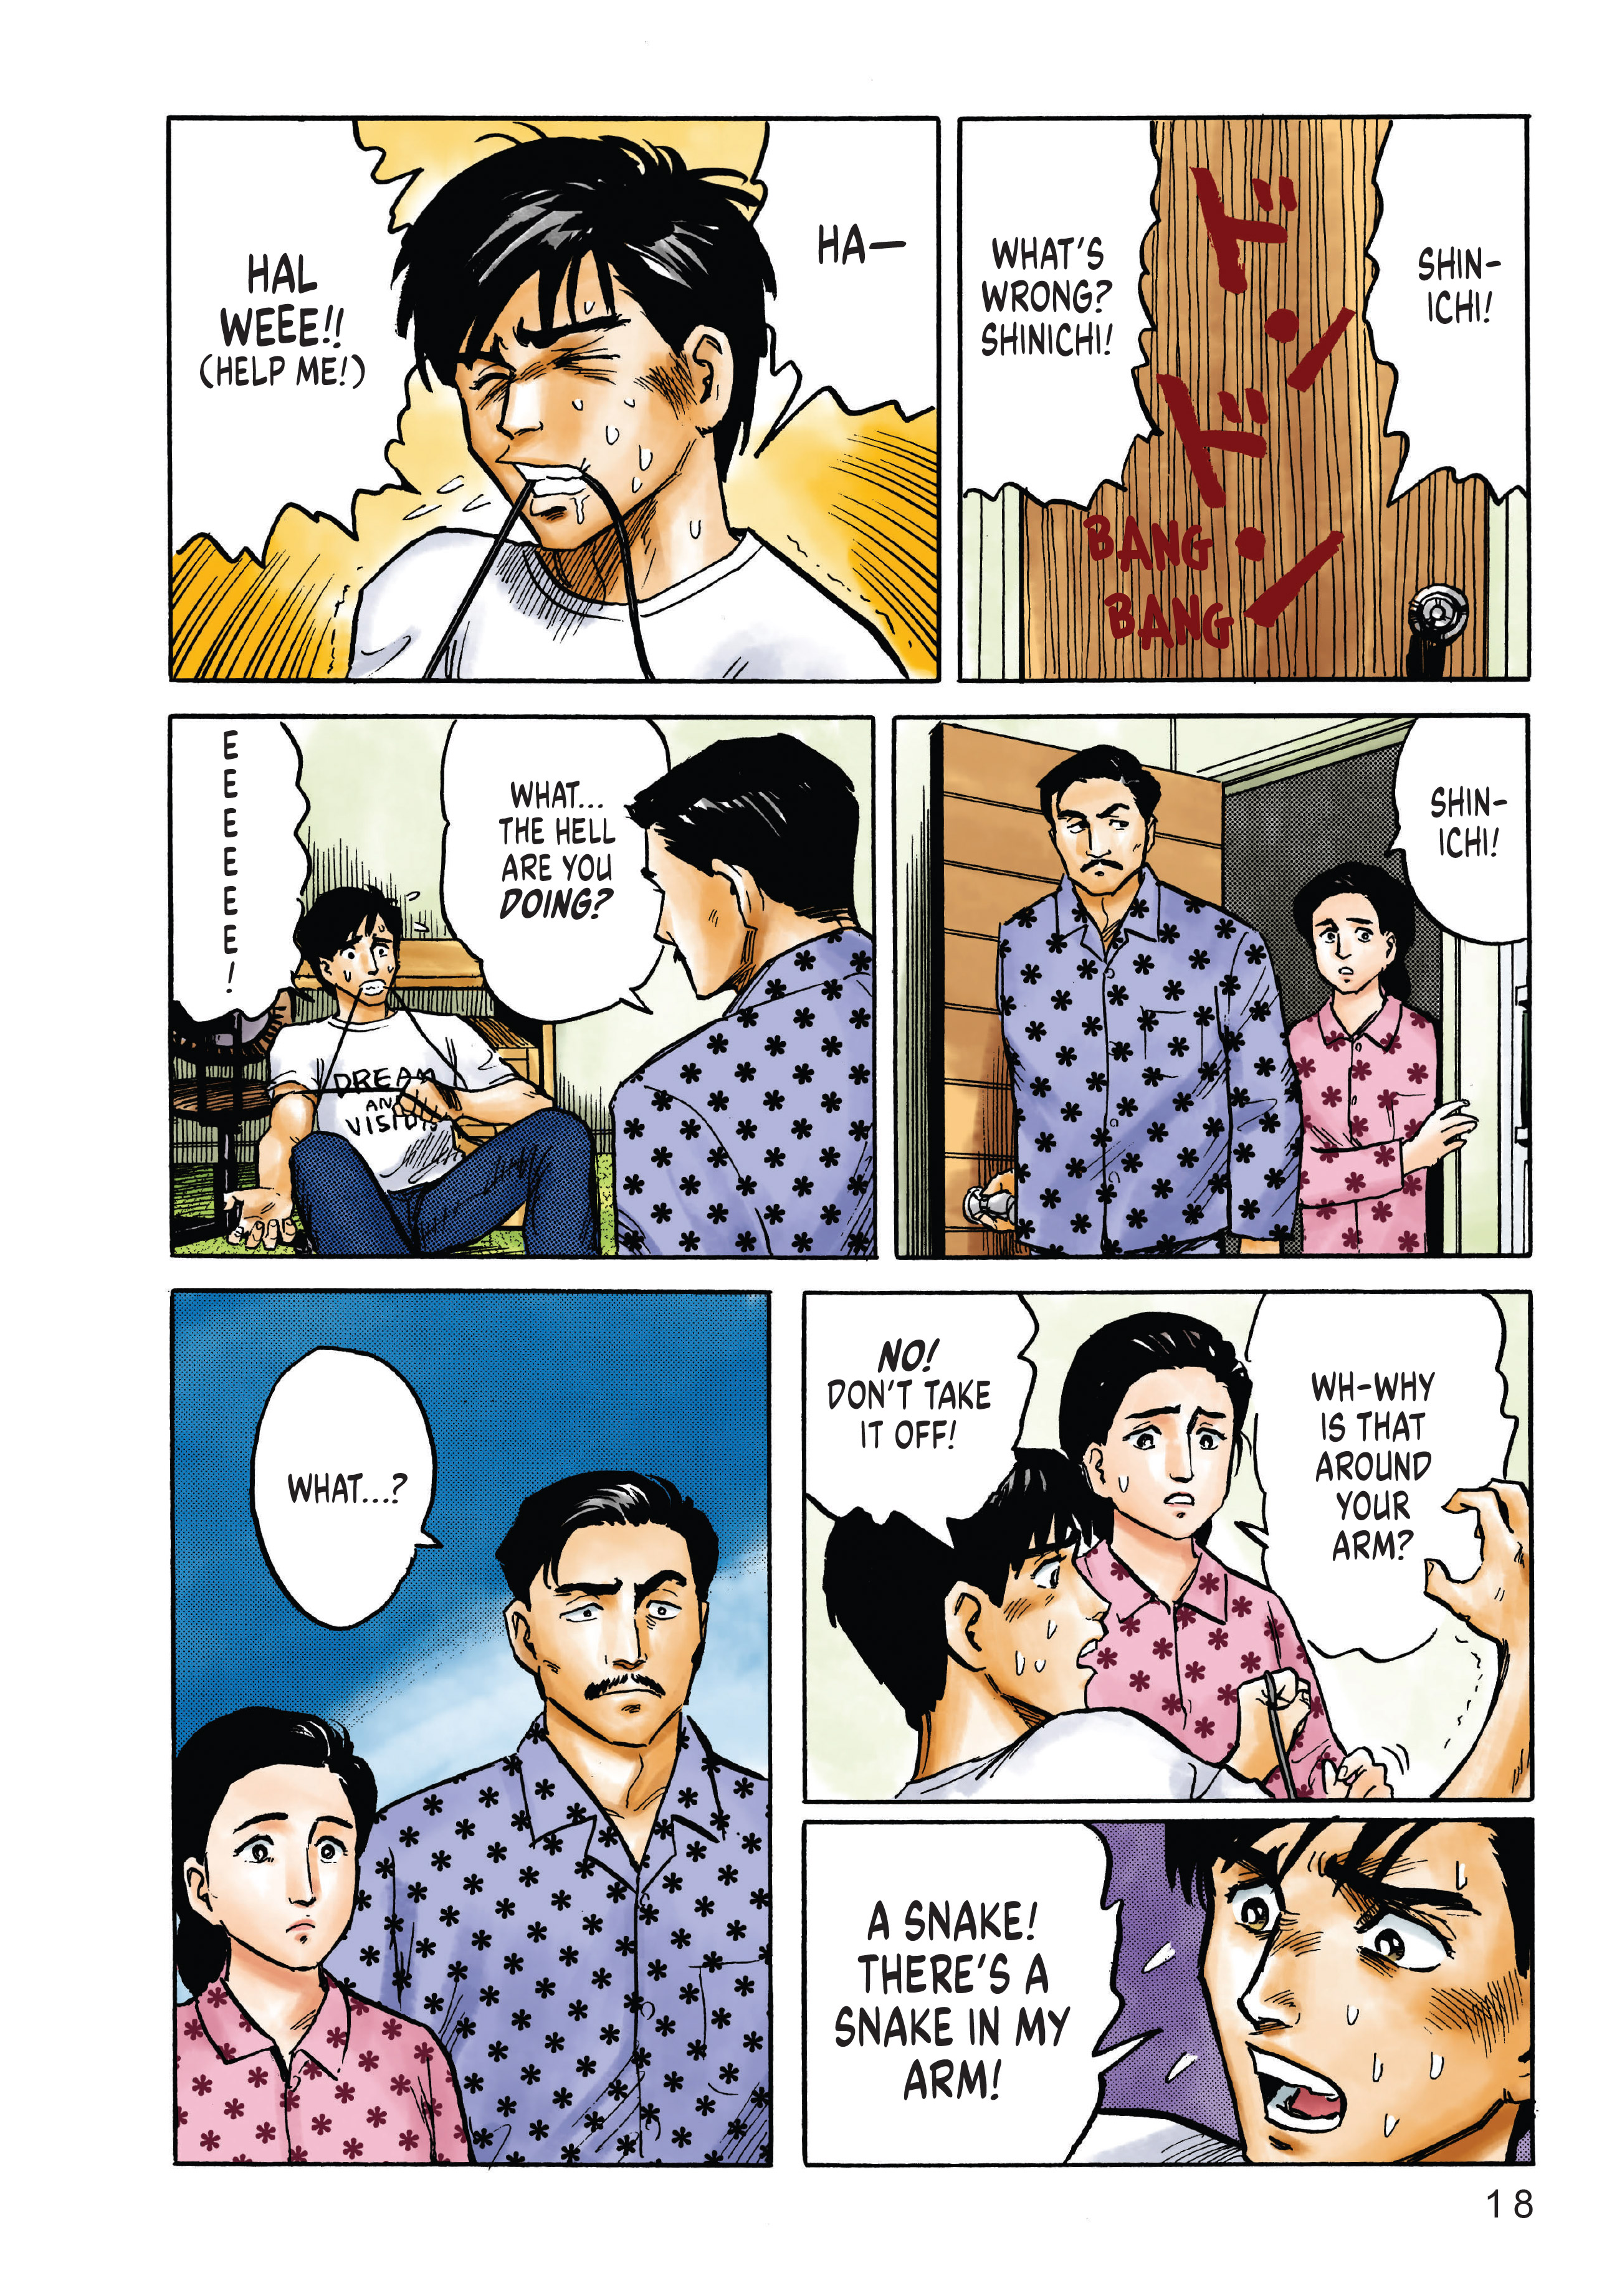 SHIN-
ICHI!
ドン
ドン
BANG
BANG
WHAT'S
WRONG?
SHINICHI!
HA—
HAL
WEEE!!
(HELP ME!)
SHIN-
ICHI!
WHAT...
THE HELL
ARE YOU
DOING?
E
E
E
E
E
E
!
DREAM
AN
VISIO
WH-WHY
IS THAT
AROUND
YOUR
ARM?
NO!
DON'T TAKE
IT OFF!
A SNAKE!
THERE'S A
SNAKE IN MY
ARM!
WHAT...?
18